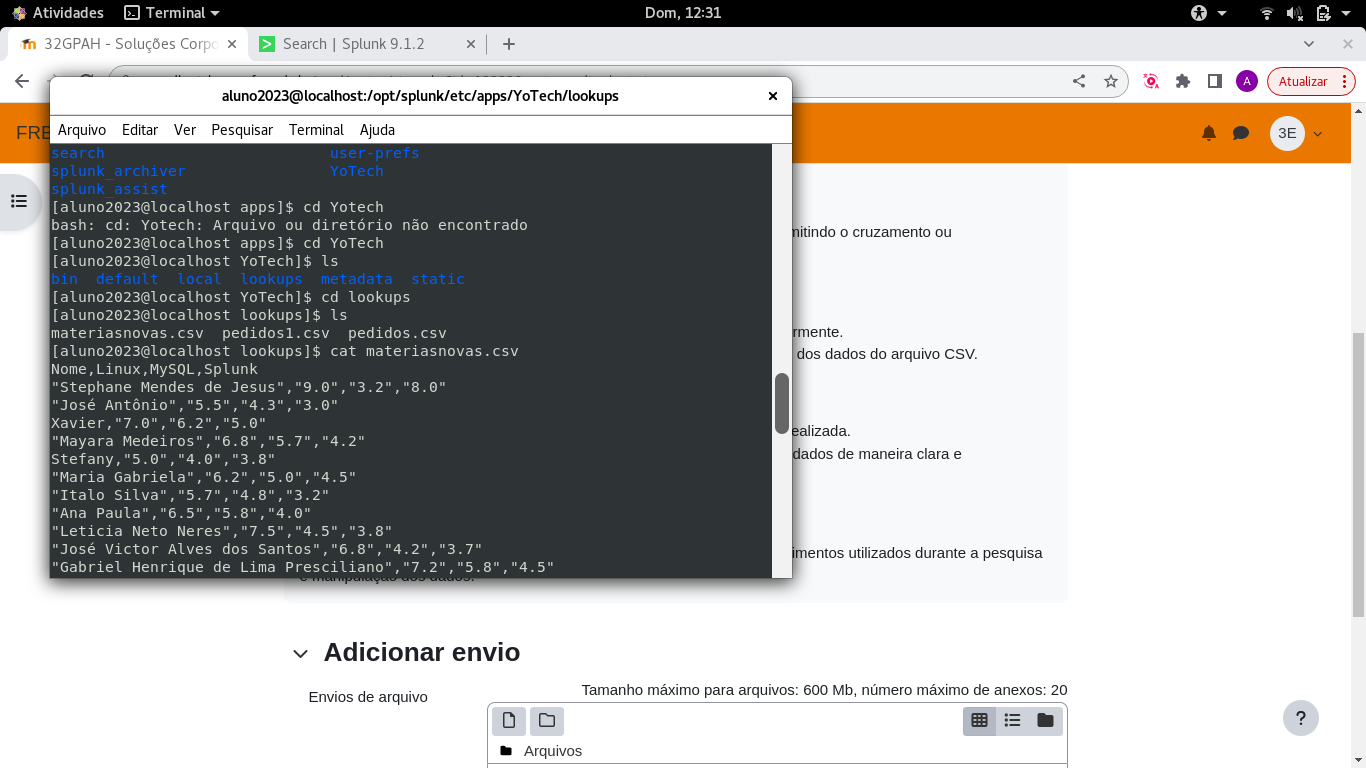 Atividades Terminal Dom, 12:31
32GPAH - Soluções Corpo Search | Splunk 9.1.2
A Atualizar
aluno2023@localhost:/opt/splunk/etc/apps/YoTech/lookups
Arquivo Editar Ver Pesquisar Terminal Ajuda
FRE
3E
search user-prefs
splunk_archiver YoTech
splunk_assist
[aluno2023@localhost apps]$ cd Yotech
bash: cd: Yotech: Arquivo ou diretório não encontrado
[aluno2023@localhost apps]$ cd YoTech
[aluno2023@localhost YoTech]$ ls
bin default local lookups metadata static
[aluno2023@localhost YoTech]$ cd lookups
[aluno2023@localhost lookups]$ ls
materiasnovas.csv pedidos1.csv pedidos.csv
[aluno2023@localhost lookups]$ cat materiasnovas.csv
Nome,Linux,MySQL,Splunk
"Stephane Mendes de Jesus","9.0","3.2","8.0"
"José Antônio","5.5","4.3","3.0"
Xavier,"7.0","6.2","5.0"
"Mayara Medeiros","6.8","5.7","4.2"
Stefany,"5.0","4.0","3.8"
"Maria Gabriela","6.2","5.0","4.5"
"Italo Silva","5.7","4.8","3.2"
"Ana Paula","6.5","5.8","4.0"
"Leticia Neto Neres","7.5","4.5","3.8"
"José Victor Alves dos Santos","6.8","4.2","3.7"
"Gabriel Henrique de Lima Presciliano","7.2","5.8","4.5"
mitindo o cruzamento ou
rmente.
dos dados do arquivo CSV.
ealizada.
dados de maneira clara e
imentos utilizados durante a pesquisa
e manipulação dos dados.
Adicionar envio
Envios de arquivo
Tamanho máximo para arquivos: 600 Mb, número máximo de anexos: 20
Arquivos
?